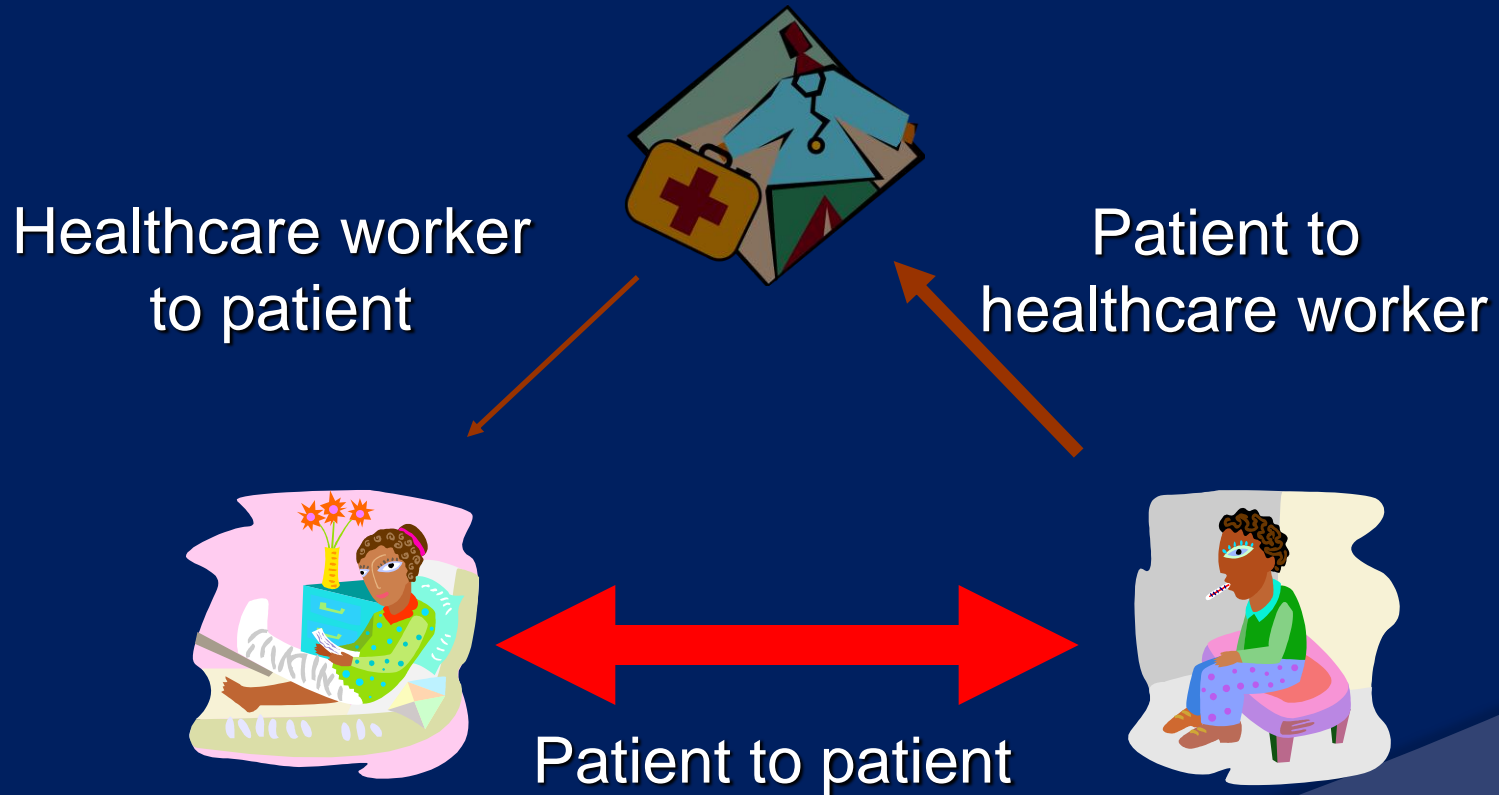 Healthcare worker
to patient
Patient to
healthcare worker
Patient to patient